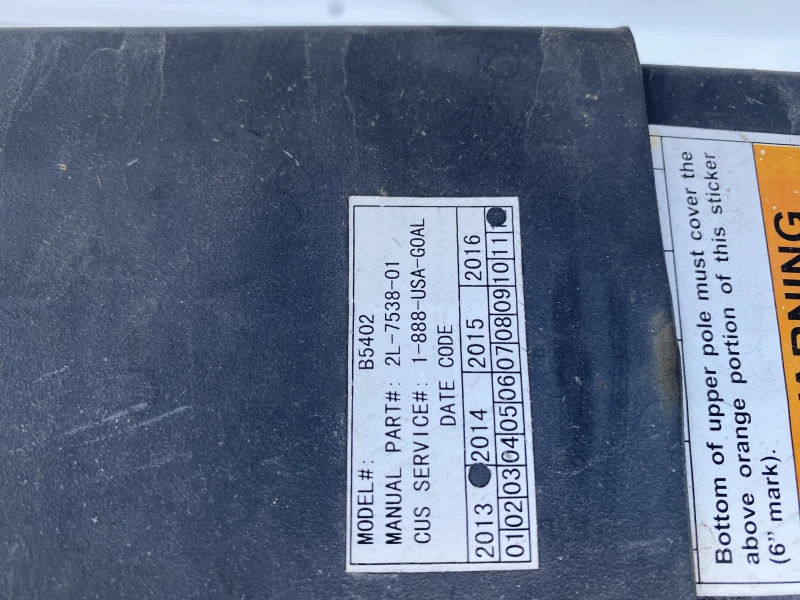 MODEL#: B5402
MANUAL PART#: 2L-7538-01
CUS SERVICE#: 1-888-USA-GOAL
DATE CODE
2013 2014 2015 2016
01 02 03 04 05 06 07 08 09 10 11
Bottom of upper pole must cover the
above orange portion of this sticker
(6” mark).